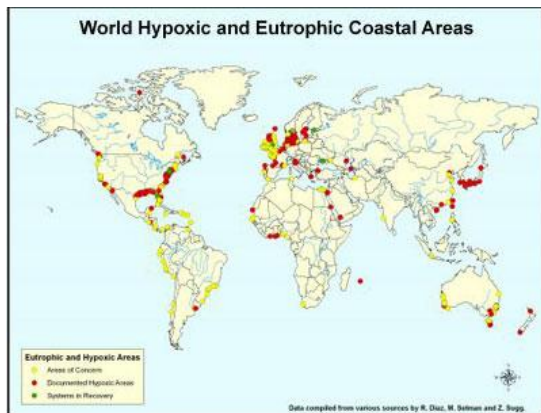 World Hypoxic and Eutrophic Coastal Areas
Eutrophic and Hypoxic Areas
Areas of Concern
Documented Hypoxic Areas
Systems in Recovery
Data compiled from various sources by R. Diaz, M. Selman and Z. Sugg.